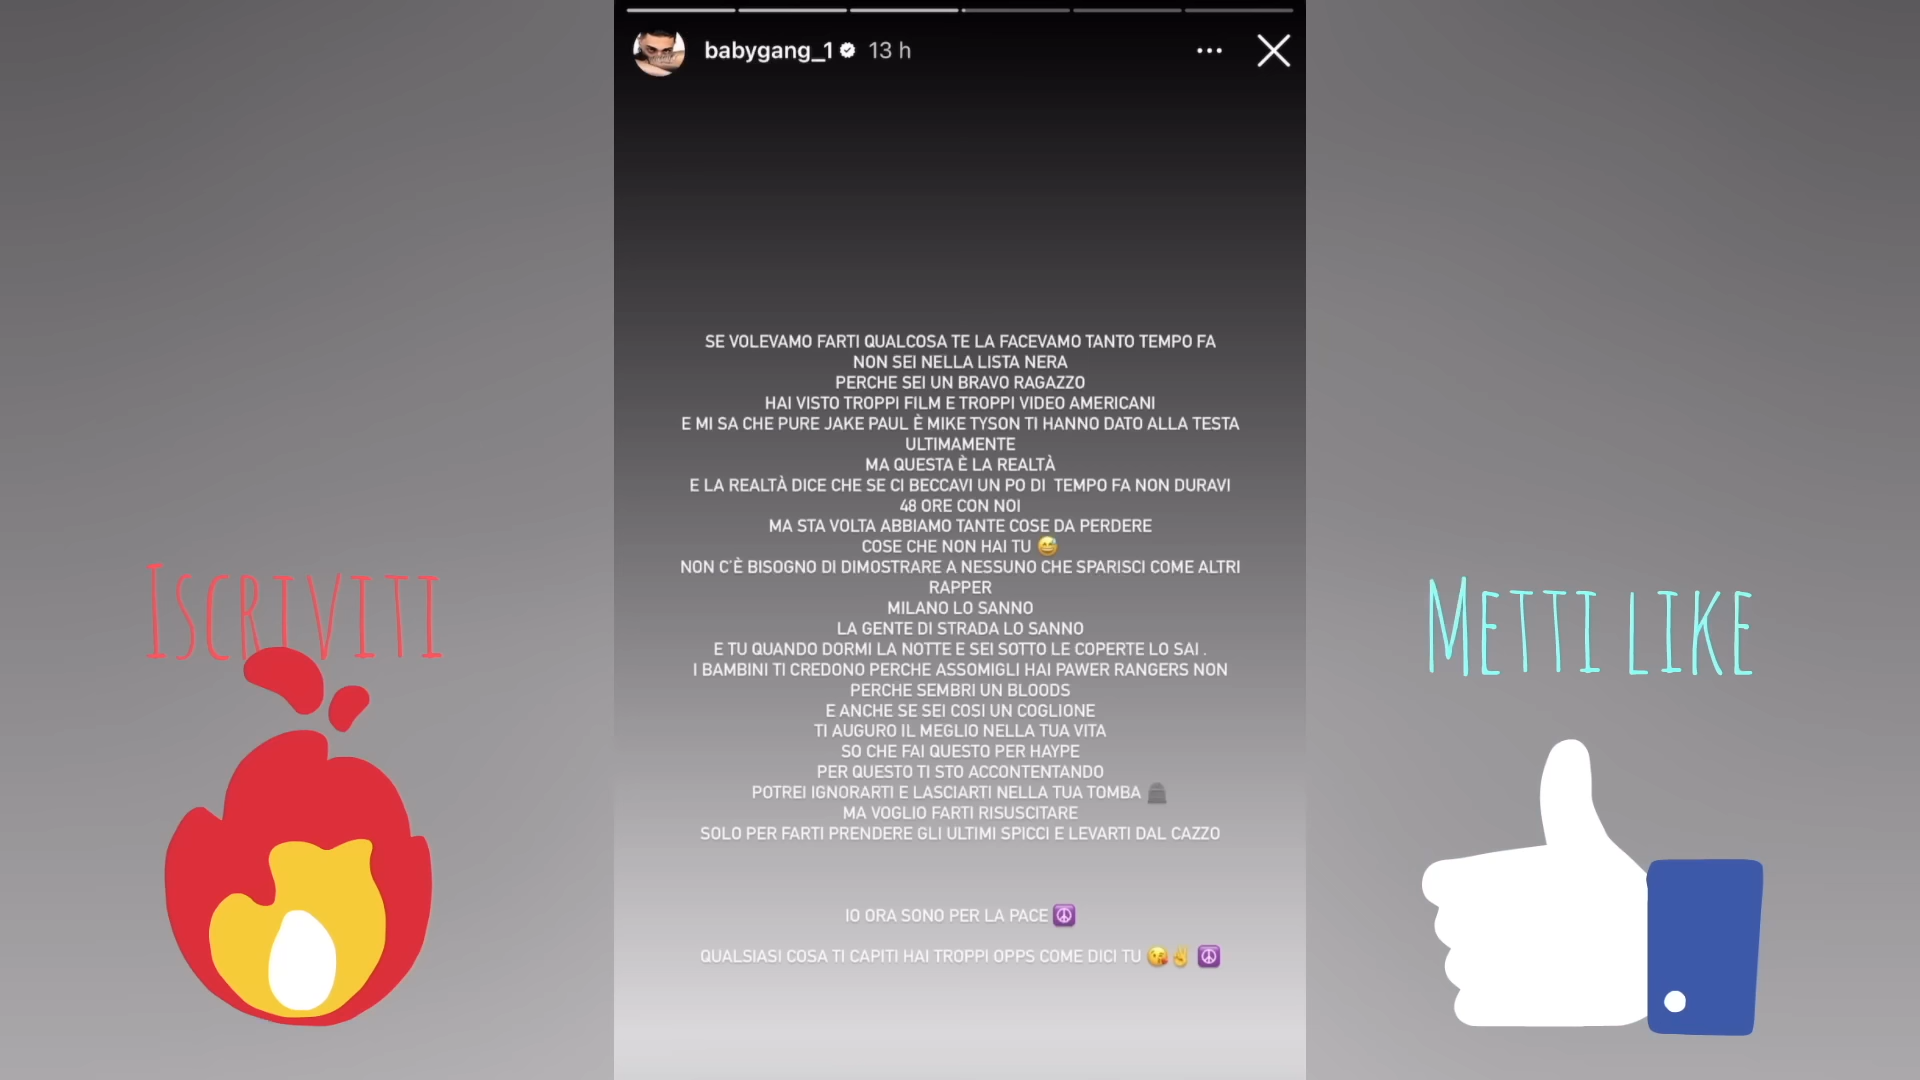 babygang_1 13 h
SE VOLEVAMO FARTI QUALCOSA TE LA FACEVAMO TANTO TEMPO FA
NON SEI NELLA LISTA NERA
PERCHE SEI UN BRAVO RAGAZZO
HAI VISTO TROPPI FILM E TROPPI VIDEO AMERICANI
E MI SA CHE PURE JAKE PAUL È MIKE TYSON TI HANNO DATO ALLA TESTA
ULTIMAMENTE
MA QUESTA È LA REALTÀ
E LA REALTÀ DICE CHE SE CI BECCAVI UN PO DI TEMPO FA NON DURAVI
48 ORE CON NOI
MA STA VOLTA ABBIAMO TANTE COSE DA PERDERE
COSE CHE NON HAI TU 😅
NON C'È BISOGNO DI DIMOSTRARE A NESSUNO CHE SPARISCI COME ALTRI
RAPPER
MILANO LO SANNO
LA GENTE DI STRADA LO SANNO
E TU QUANDO DORMI LA NOTTE E SEI SOTTO LE COPERTE LO SAI .
I BAMBINI TI CREDONO PERCHE ASSOMIGLI HAI PAWER RANGERS NON
PERCHE SEMBRI UN BLOODS
E ANCHE SE SEI COSI UN COGLIONE
TI AUGURO IL MEGLIO NELLA TUA VITA
SO CHE FAI QUESTO PER HAYPE
PER QUESTO TI STO ACCONTENTANDO
POTREI IGNORARTI E LASCIARTI NELLA TUA TOMBA 🪦
MA VOGLIO FARTI RISUSCITARE
SOLO PER FARTI PRENDERE GLI ULTIMI SPICCI E LEVARTI DAL CAZZO
IO ORA SONO PER LA PACE ☮️
QUALSIASI COSA TI CAPITI HAI TROPPI OPPS COME DICI TU 😘✌️☮️
ISCRIVITI
METTI LIKE